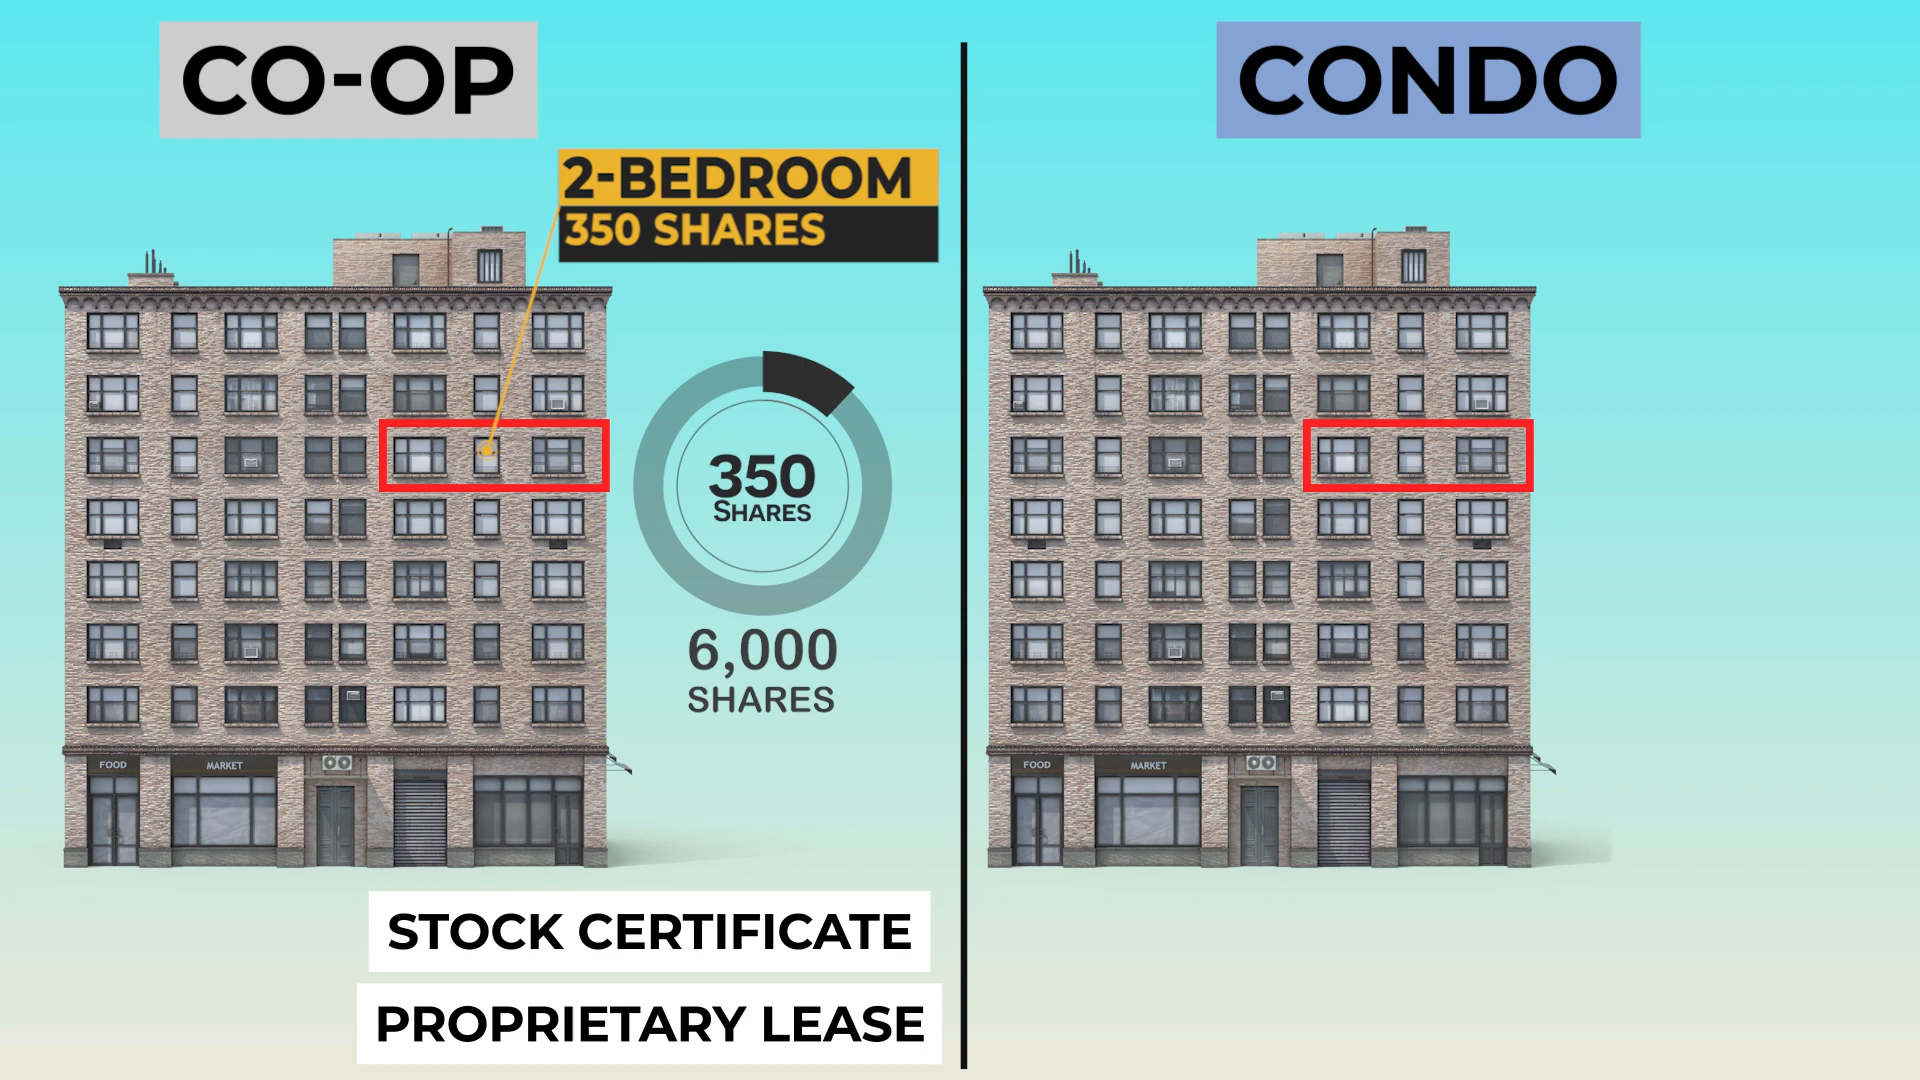 CO-OP
2-BEDROOM
350 SHARES
350
SHARES
6,000
SHARES
FOOD
MARKET
STOCK CERTIFICATE
PROPRIETARY LEASE
CONDO
FOOD
MARKET